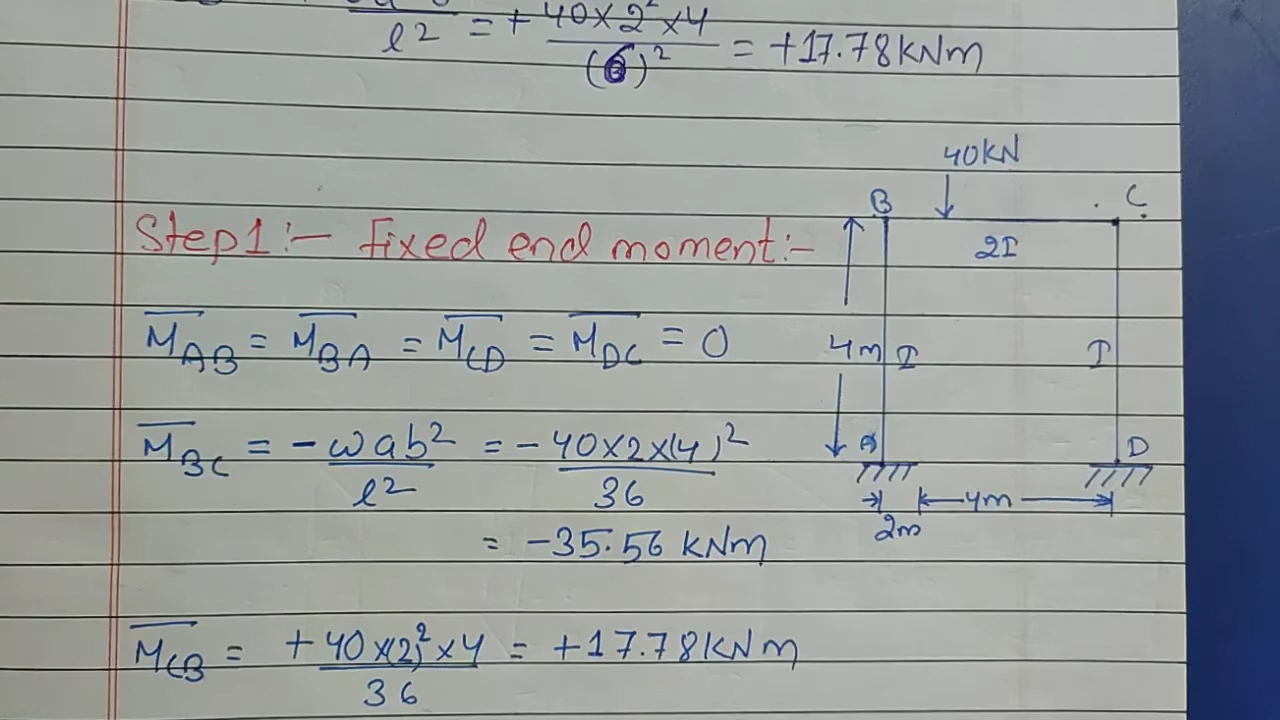 l² = + 40×2²×4 / (6)² = +17.78 kNm
Step1:- Fixed end moment:-
M̅AB = M̅BA = M̅CD = M̅DC = 0
M̅BC = -wab² / l² = -40×2×(4)² / 36
= -35.56 kNm
M̅CB = +40×(2)²×4 / 36 = +17.78 kNm
40KN
B C
2I
4m I I
A D
4m
2m